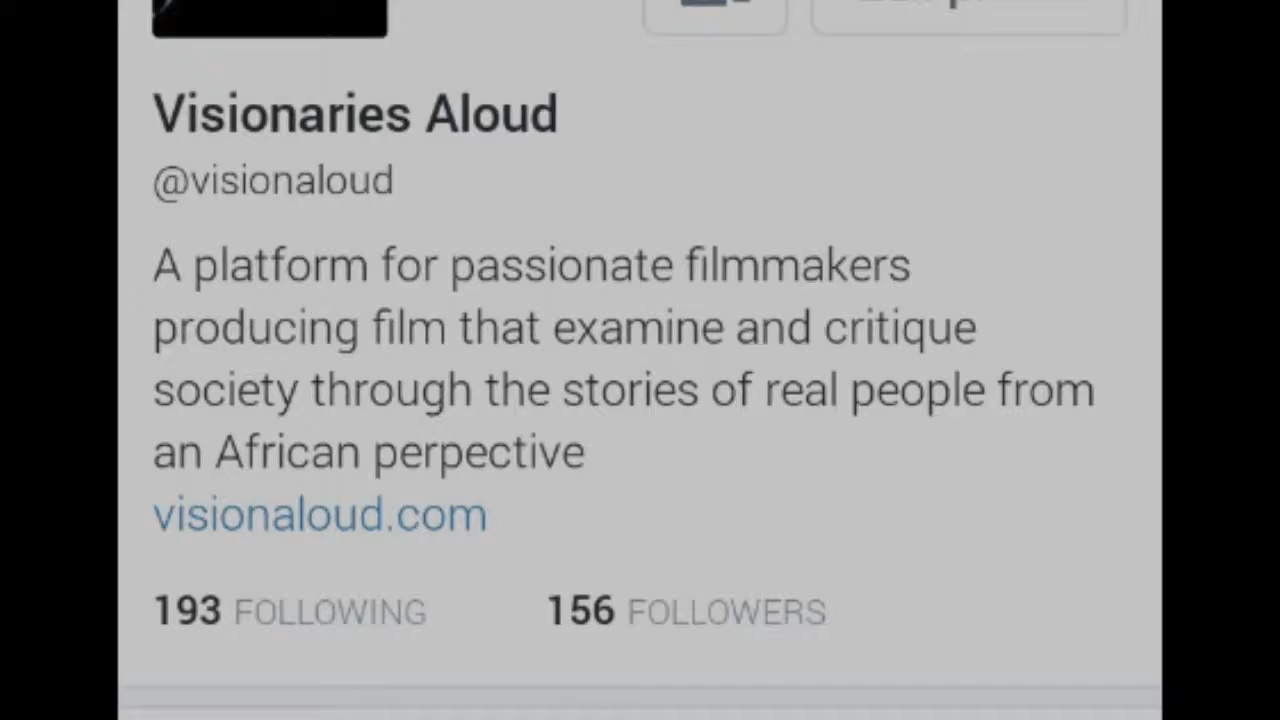 Visionaries Aloud
@visionaloud
A platform for passionate filmmakers
producing film that examine and critique
society through the stories of real people from
an African perpective
visionaloud.com
193 FOLLOWING 156 FOLLOWERS